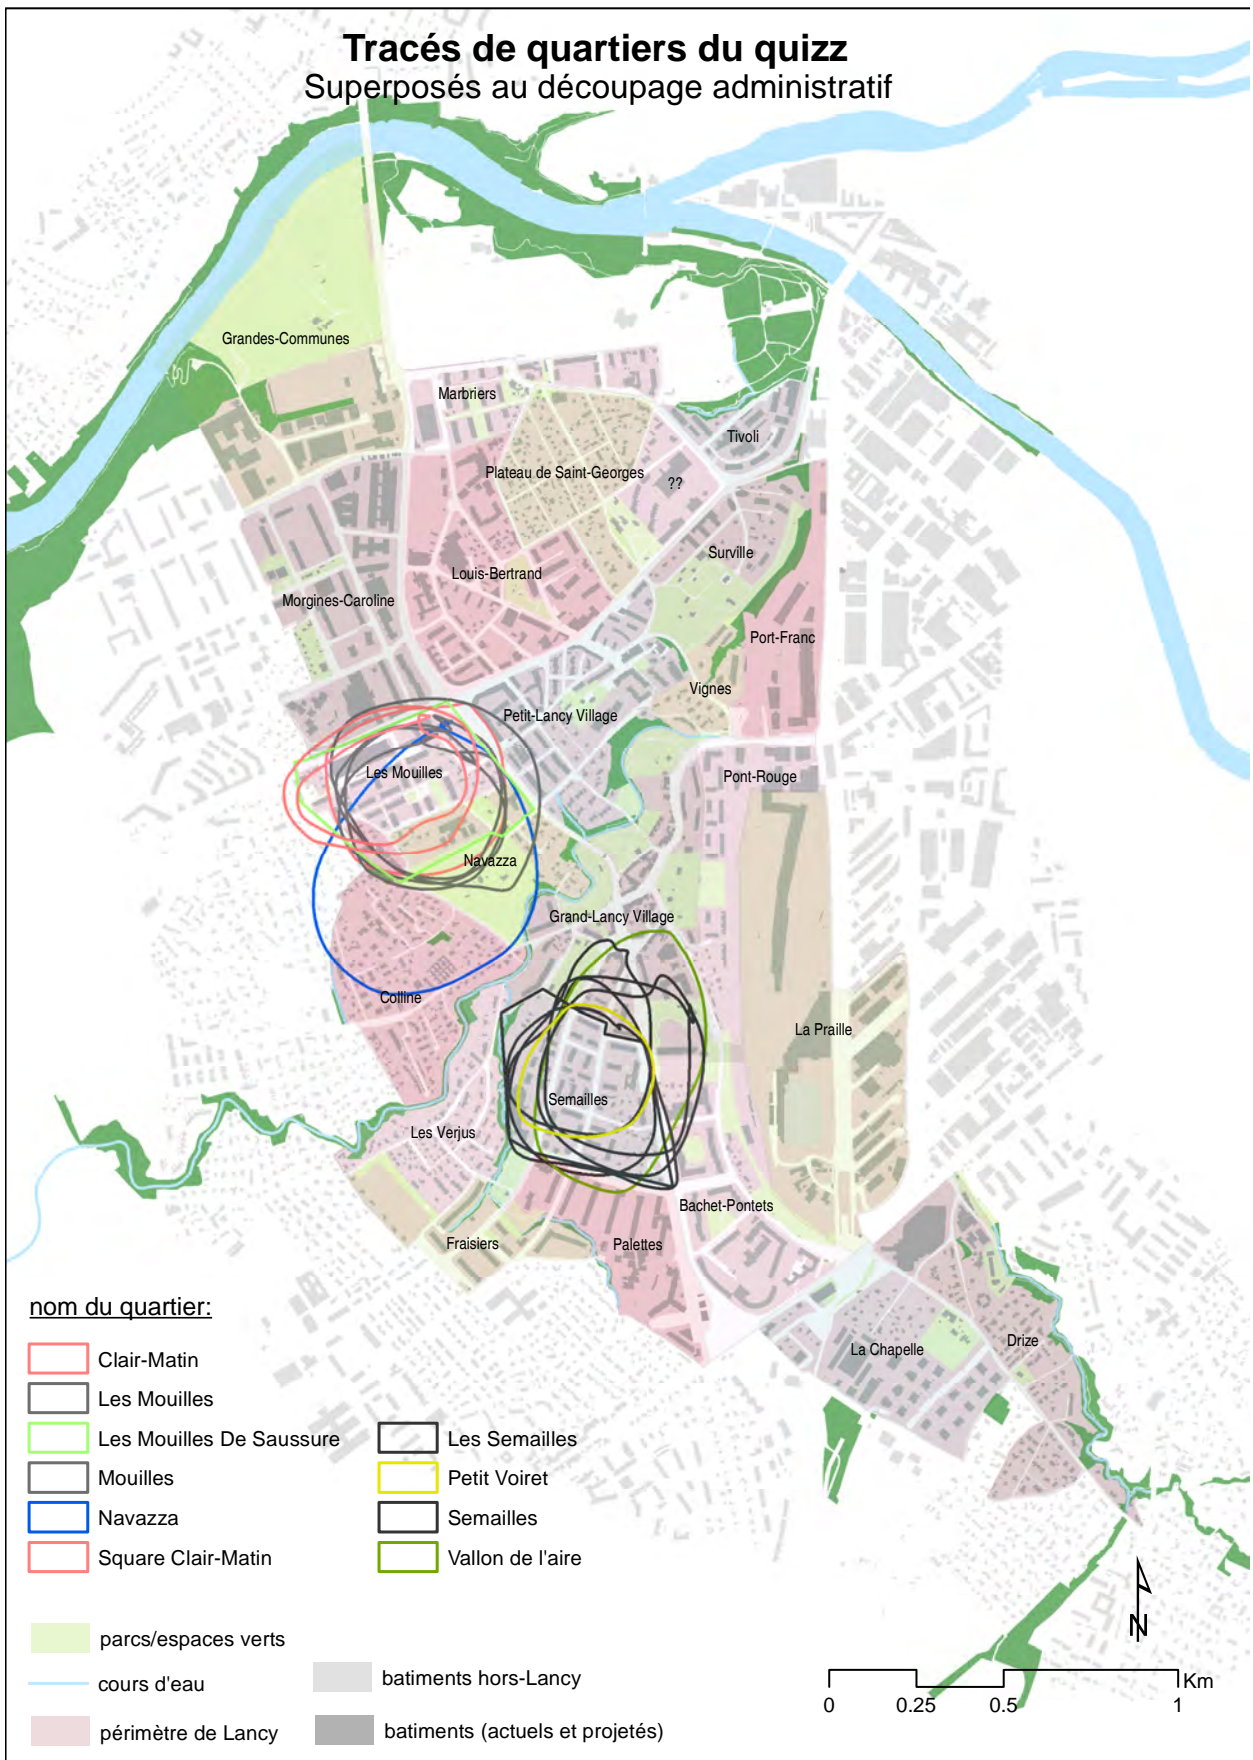 Tracés de quartiers du quizz
Superposés au découpage administratif
Grandes-Communes
Marbriers
Tivoli
Plateau de Saint-Georges
??
Surville
Louis-Bertrand
Morgines-Caroline
Port-Franc
Vignes
Petit-Lancy Village
Les Mouilles
Pont-Rouge
Navazza
Grand-Lancy Village
Colline
La Praille
Semailles
Les Verjus
Bachet-Pontets
Fraisiers
Palettes
La Chapelle
Drize
nom du quartier:
Clair-Matin
Les Mouilles
Les Mouilles De Saussure
Mouilles
Navazza
Square Clair-Matin
Les Semailles
Petit Voiret
Semailles
Vallon de l'aire
parcs/espaces verts
cours d'eau
périmètre de Lancy
batiments hors-Lancy
batiments (actuels et projetés)
N
Km
0 0.25 0.5 1